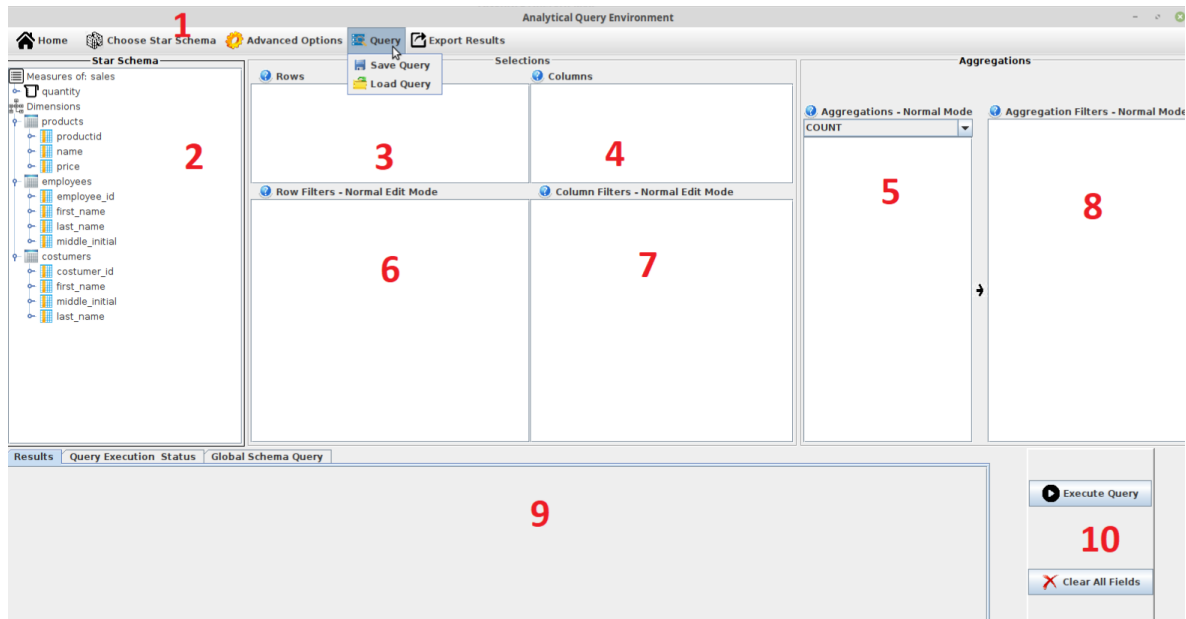 Analytical Query Environment
1
Home Choose Star Schema Advanced Options Query Export Results
Save Query
Load Query
Star Schema
Measures of: sales
quantity
Dimensions
products
productid
name
price
employees
employee_id
first_name
last_name
middle_initial
costumers
costumer_id
first_name
middle_initial
last_name
2
Selections
Rows
3
Columns
4
Row Filters - Normal Edit Mode
6
Column Filters - Normal Edit Mode
7
Aggregations
Aggregations - Normal Mode
COUNT
5
Aggregation Filters - Normal Mode
8
Results Query Execution Status Global Schema Query
9
Execute Query
10
Clear All Fields